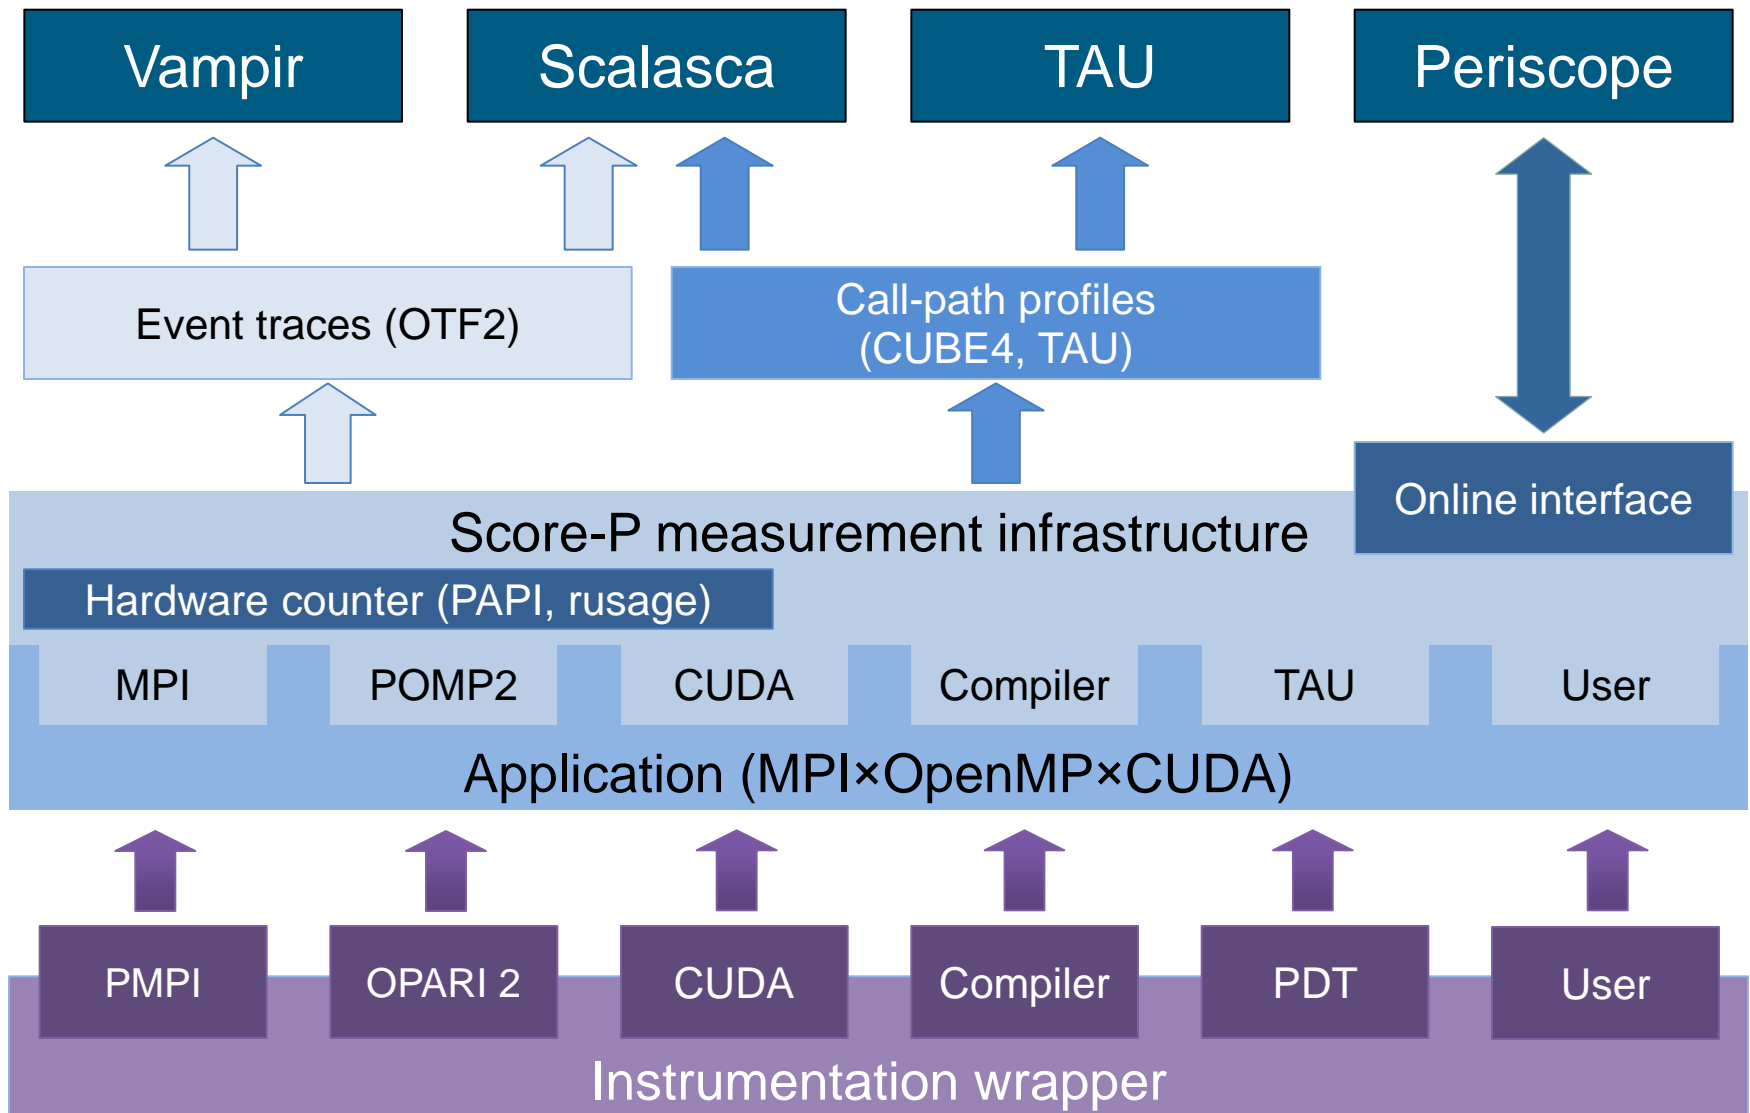 Vampir
Scalasca
TAU
Periscope
Event traces (OTF2)
Call-path profiles
(CUBE4, TAU)
Online interface
Score-P measurement infrastructure
Hardware counter (PAPI, rusage)
MPI
POMP2
CUDA
Compiler
TAU
User
Application (MPI×OpenMP×CUDA)
PMPI
OPARI 2
CUDA
Compiler
PDT
User
Instrumentation wrapper